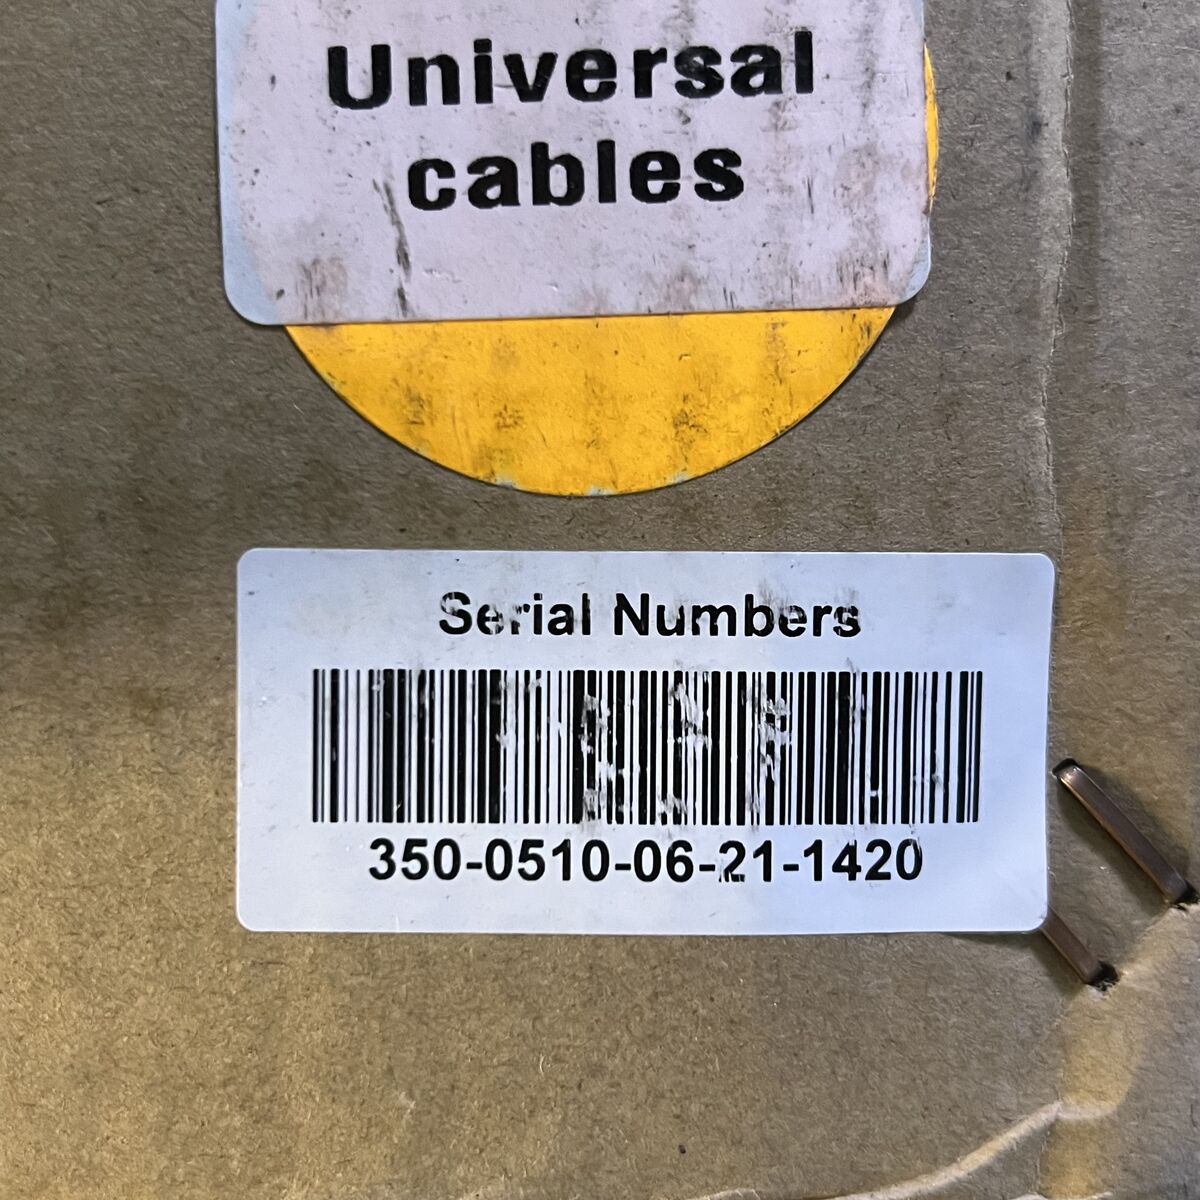 Universal
cables
Serial Numbers
350-0510-06-21-1420